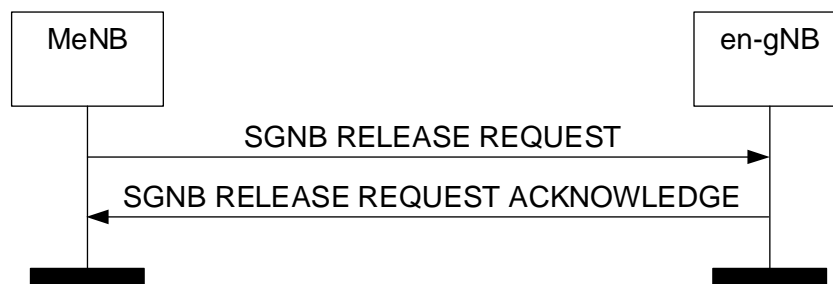 MeNB
en-gNB
SGNB RELEASE REQUEST
SGNB RELEASE REQUEST ACKNOWLEDGE